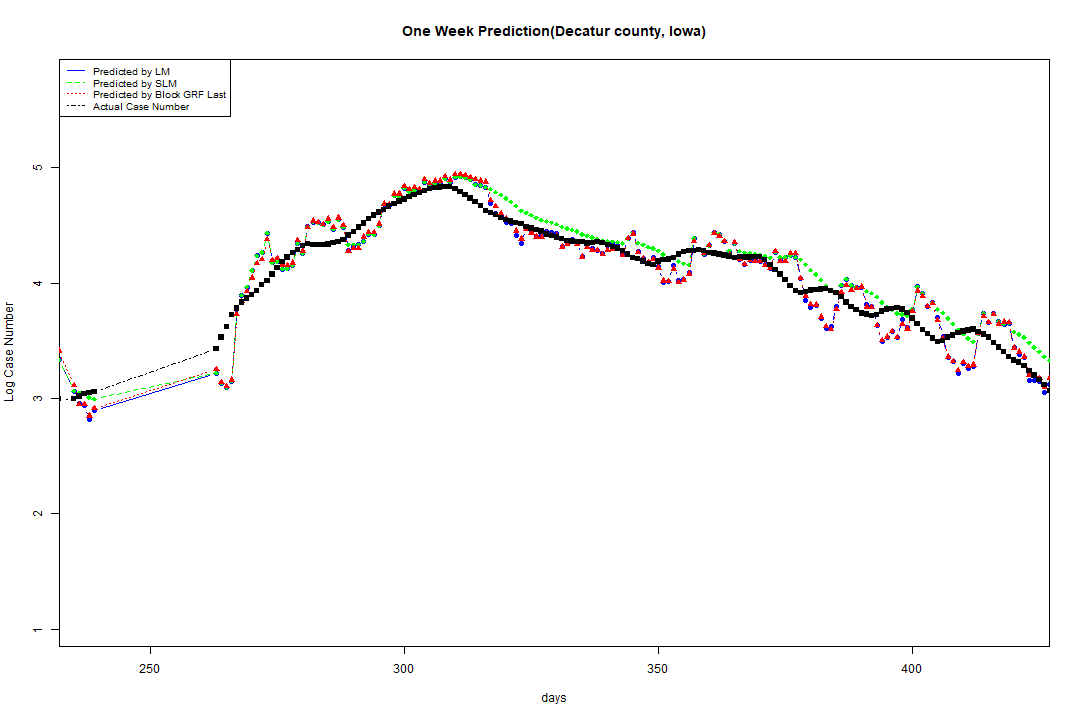 One Week Prediction(Decatur county, Iowa)
Predicted by LM
Predicted by SLM
Predicted by Block GRF Last
Actual Case Number
5
4
3
2
1
Log Case Number
250 300 350 400
days